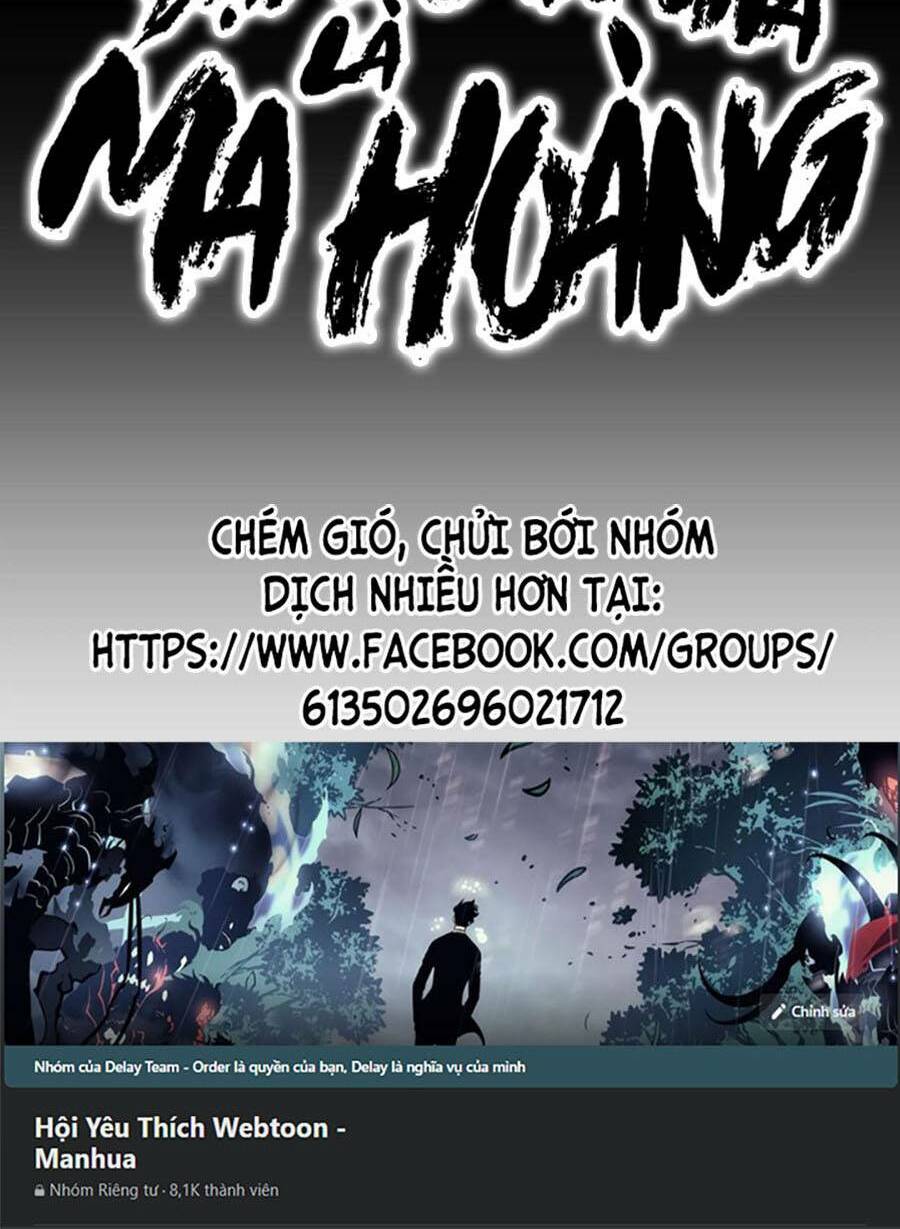 LÀ
MA HOÀNG
CHÉM GIÓ, CHỬI BỚI NHÓM
DỊCH NHIỀU HƠN TẠI:
HTTPS://WWW.FACEBOOK.COM/GROUPS/
613502696021712
Chỉnh sửa
Nhóm của Delay Team - Order là quyền của bạn, Delay là nghĩa vụ của mình
Hội Yêu Thích Webtoon -
Manhua
Nhóm Riêng tư · 8,1K thành viên